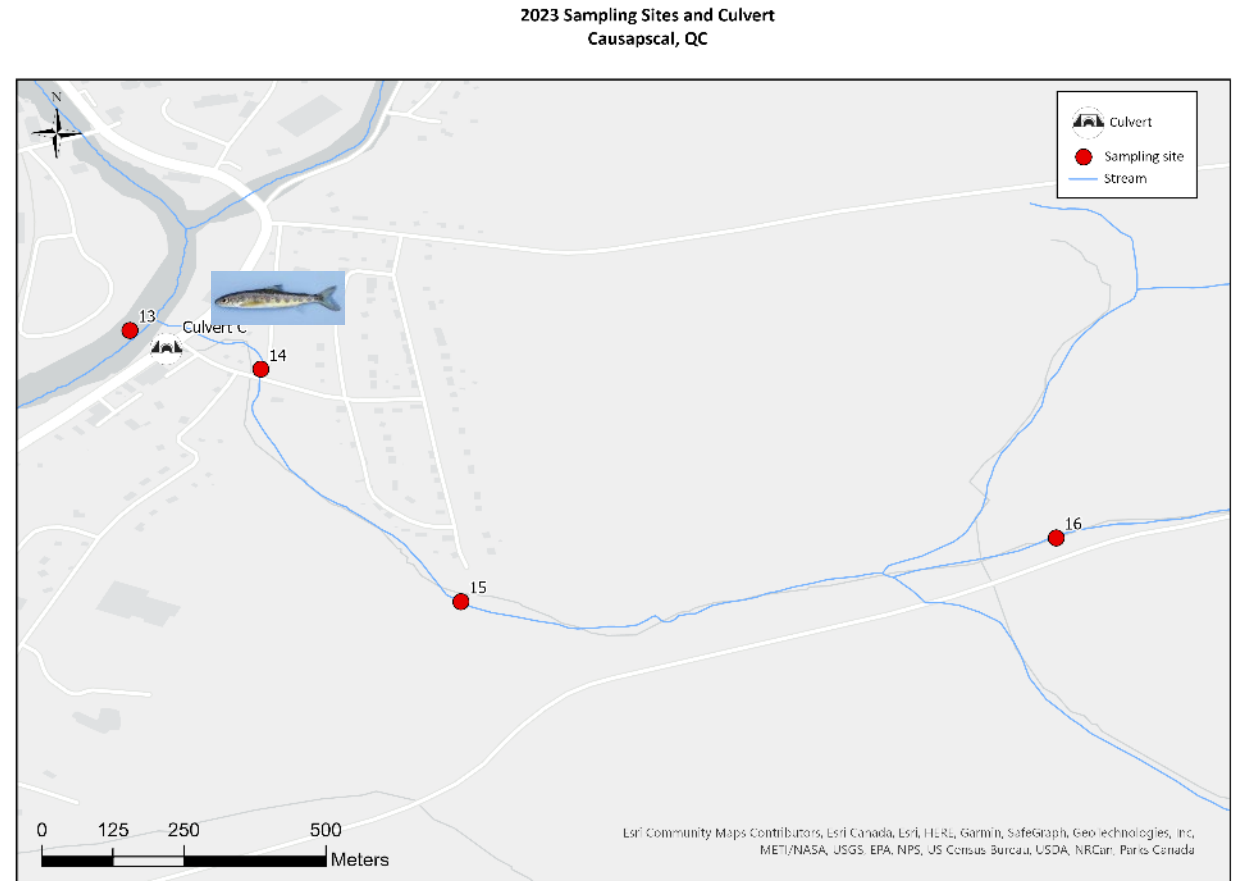 2023 Sampling Sites and Culvert
Causapscal, QC
N
Culvert
Sampling site
Stream
13
Culvert C
14
16
15
0 125 250 500
Meters
Esri Community Maps Contributors, Esri Canada, Esri, HERE, Garmin, SafeGraph, GeoTechnologies, Inc,
METI/NASA, USGS, EPA, NPS, US Census Bureau, USDA, NRCan, Parks Canada